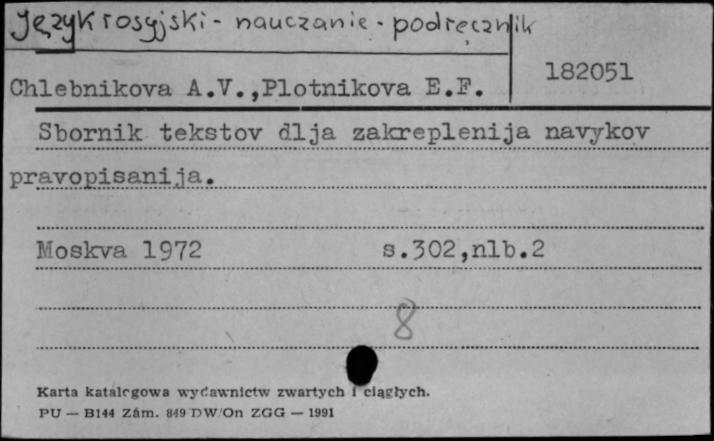 Język rosyjski - nauczanie - podręcznik
182051
Chlebnikova A.V.,Plotnikova E.F.
Sbornik tekstov dlja zakreplenija navykov
pravopisanija.
Moskva 1972 s.302,nlb.2
8
Karta katalogowa wydawnictw zwartych i ciągłych.
PU — B144 Zam. 849 DW/On ZGG — 1991